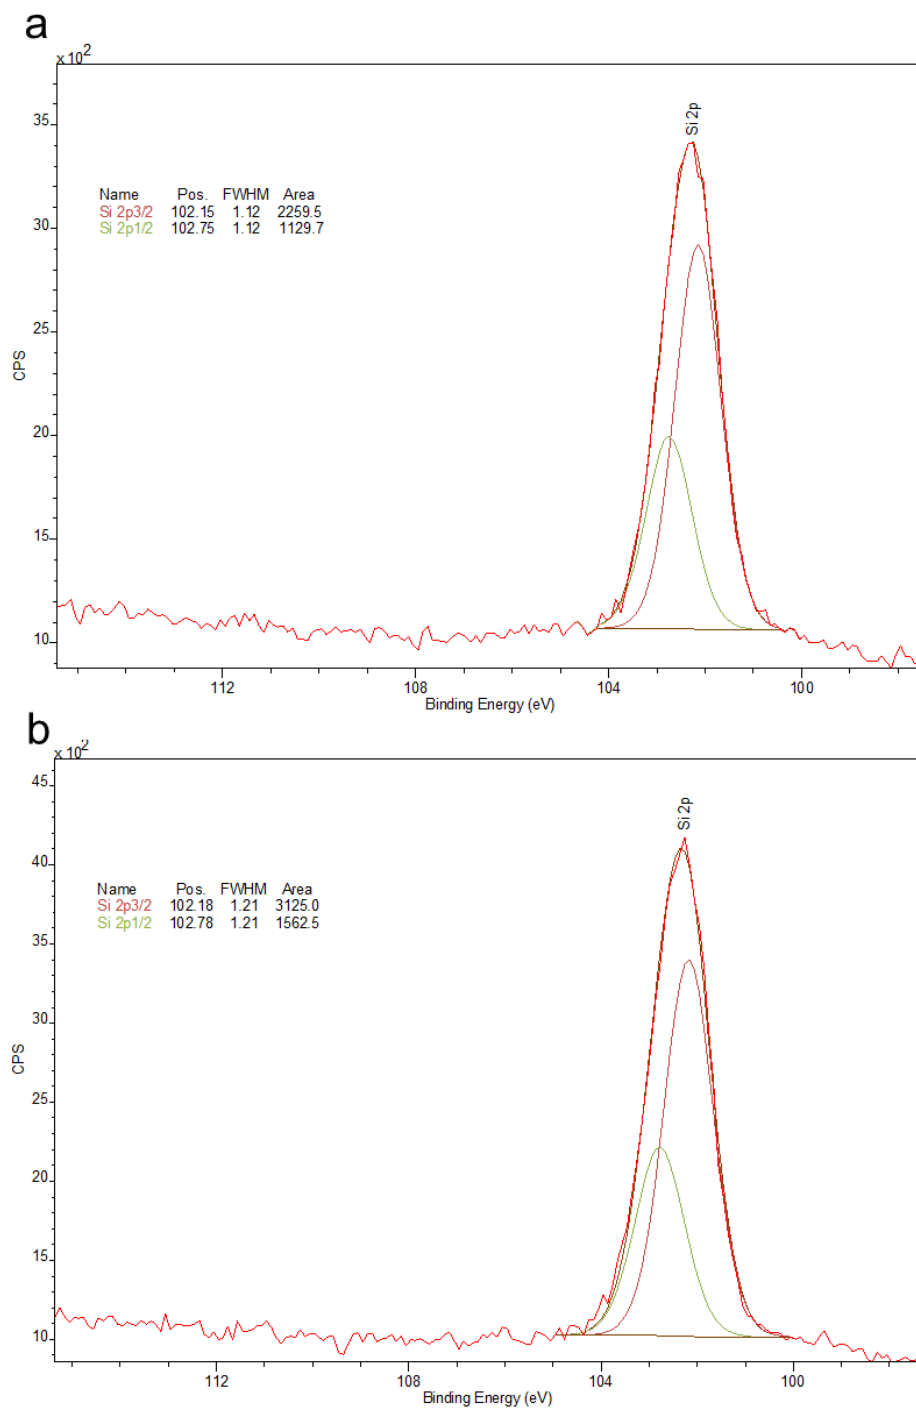 a
x 10²
35
30
25
20
15
10
CPS
Si 2p
Name Pos. FWHM Area
Si 2p3/2 102.15 1.12 2259.5
Si 2p1/2 102.75 1.12 1129.7
112 108 104 100
Binding Energy (eV)
b
x 10²
45
40
35
30
25
20
15
10
CPS
Si 2p
Name Pos. FWHM Area
Si 2p3/2 102.18 1.21 3125.0
Si 2p1/2 102.78 1.21 1562.5
112 108 104 100
Binding Energy (eV)